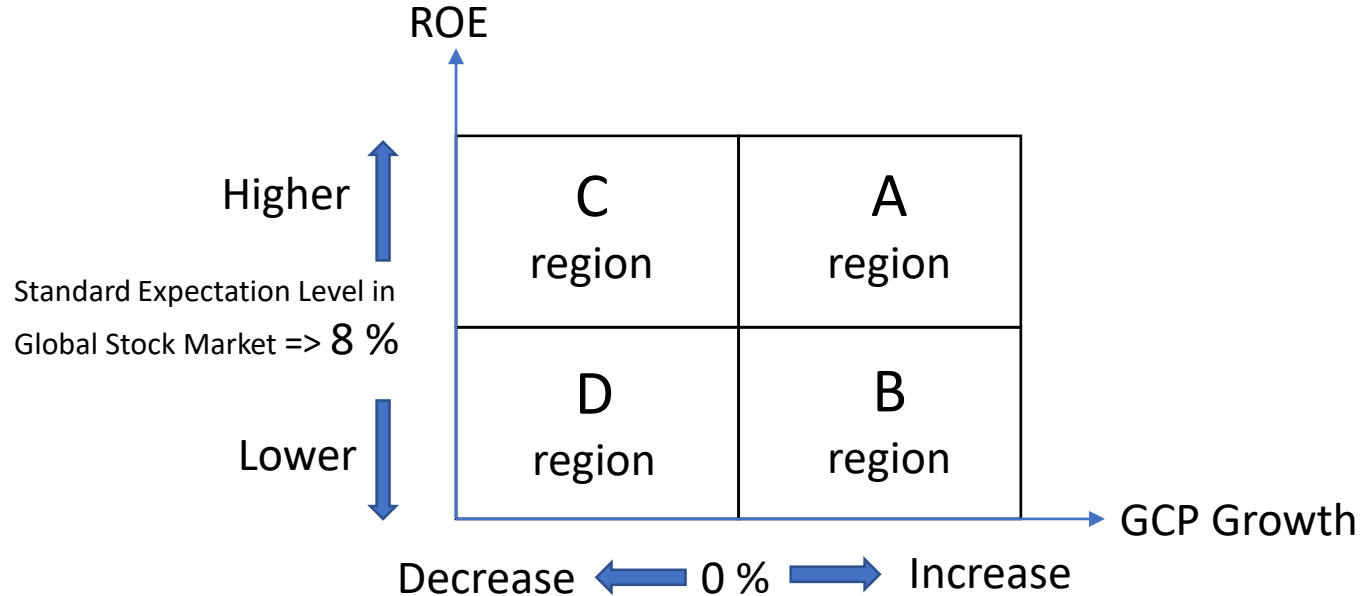 ROE
Higher
C
region
A
region
Standard Expectation Level in
Global Stock Market => 8 %
D
region
B
region
Lower
GCP Growth
Decrease
0 %
Increase